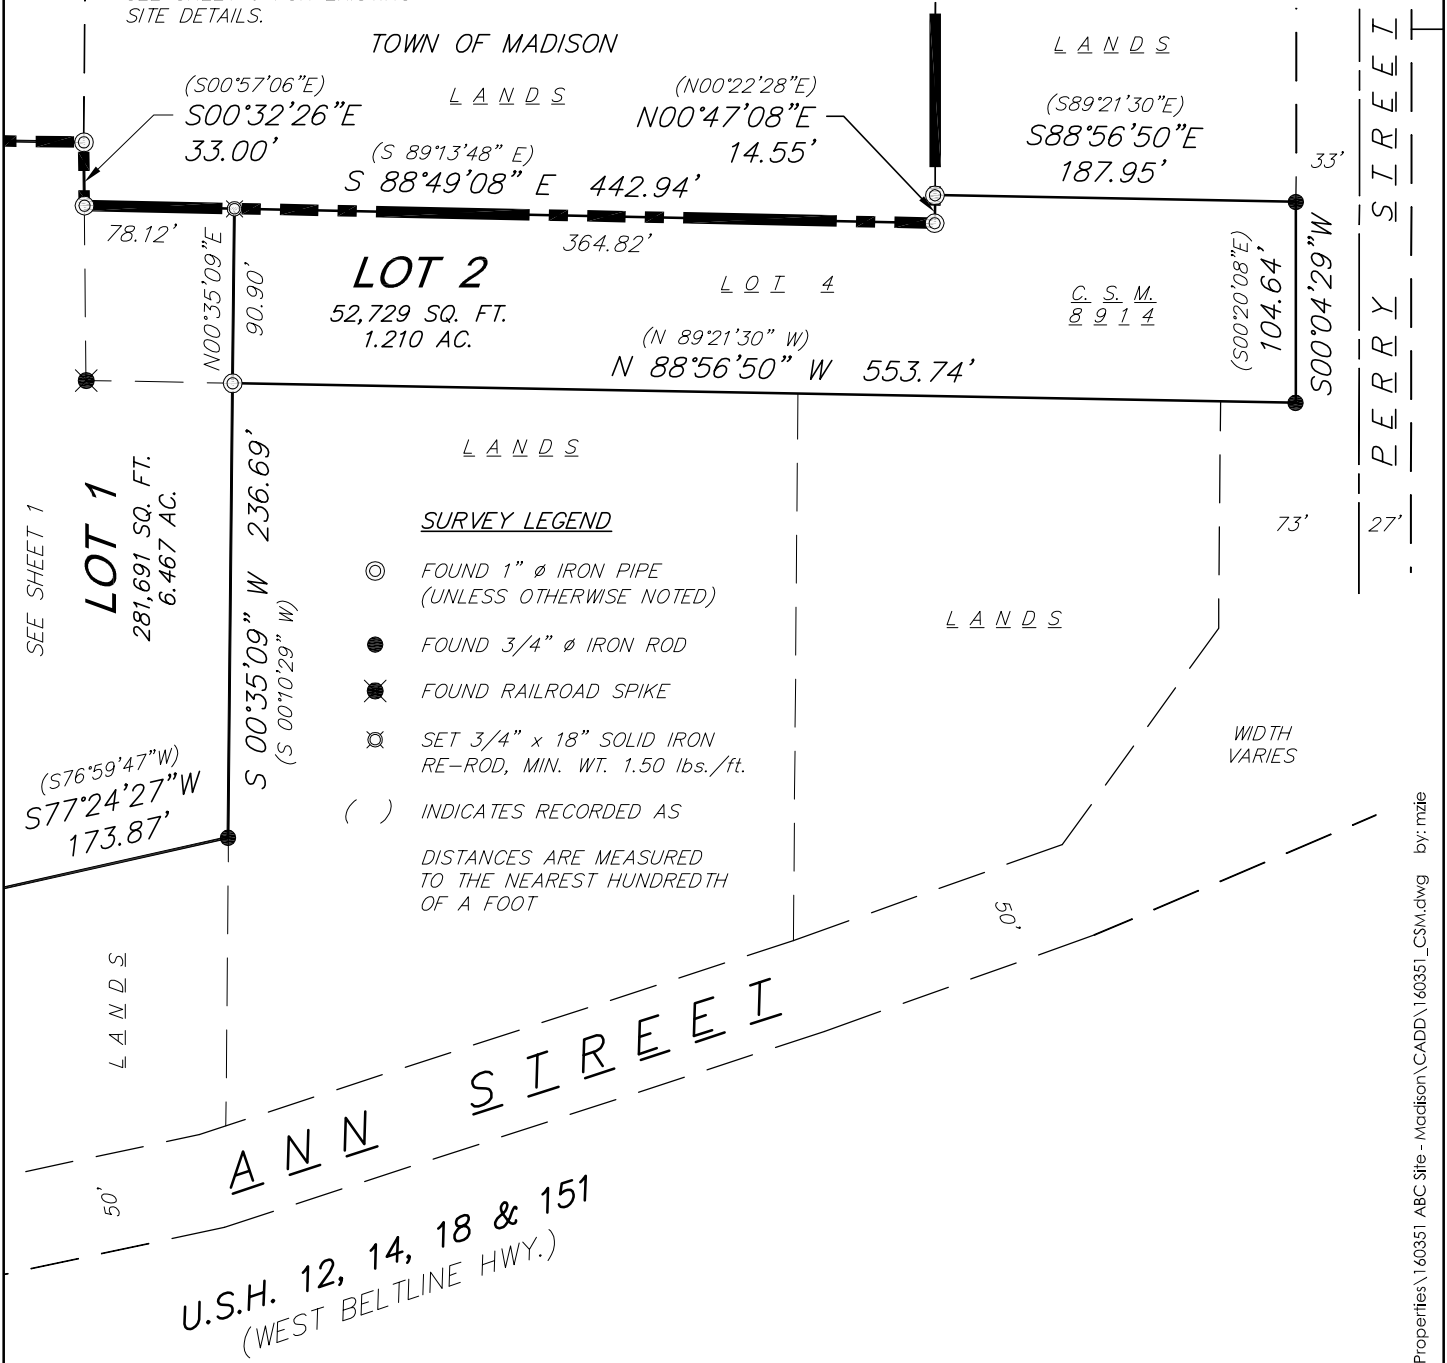 SITE DETAILS.
TOWN OF MADISON
LANDS
(S00°57'06"E)
S00°32'26"E
33.00'
LANDS
(N00°22'28"E)
N00°47'08"E
14.55'
(S89°21'30"E)
S88°56'50"E
187.95'
33'
(S 89°13'48" E)
S 88°49'08" E 442.94'
78.12'
364.82'
N00°35'09"E
90.90'
LOT 2
52,729 SQ. FT.
1.210 AC.
LOT 4
C. S. M.
8 9 1 4
(S00°20'08"E)
104.64'
S00°04'29"W
PERRY STREET
(N 89°21'30" W)
N 88°56'50" W 553.74'
LANDS
SEE SHEET 1
LOT 1
281,691 SQ. FT.
6.467 AC.
S 00°35'09" W 236.69'
(S 00°10'29" W)
SURVEY LEGEND
FOUND 1" ø IRON PIPE
(UNLESS OTHERWISE NOTED)
FOUND 3/4" ø IRON ROD
FOUND RAILROAD SPIKE
SET 3/4" x 18" SOLID IRON
RE-ROD, MIN. WT. 1.50 lbs./ft.
( ) INDICATES RECORDED AS
DISTANCES ARE MEASURED
TO THE NEAREST HUNDREDTH
OF A FOOT
73'
27'
LANDS
WIDTH
VARIES
(S76°59'47"W)
S77°24'27"W
173.87'
LANDS
50'
ANN STREET
50'
U.S.H. 12, 14, 18 & 151
(WEST BELTLINE HWY.)
Properties\160351 ABC Site - Madison\CADD\160351_CSM.dwg by: mzie